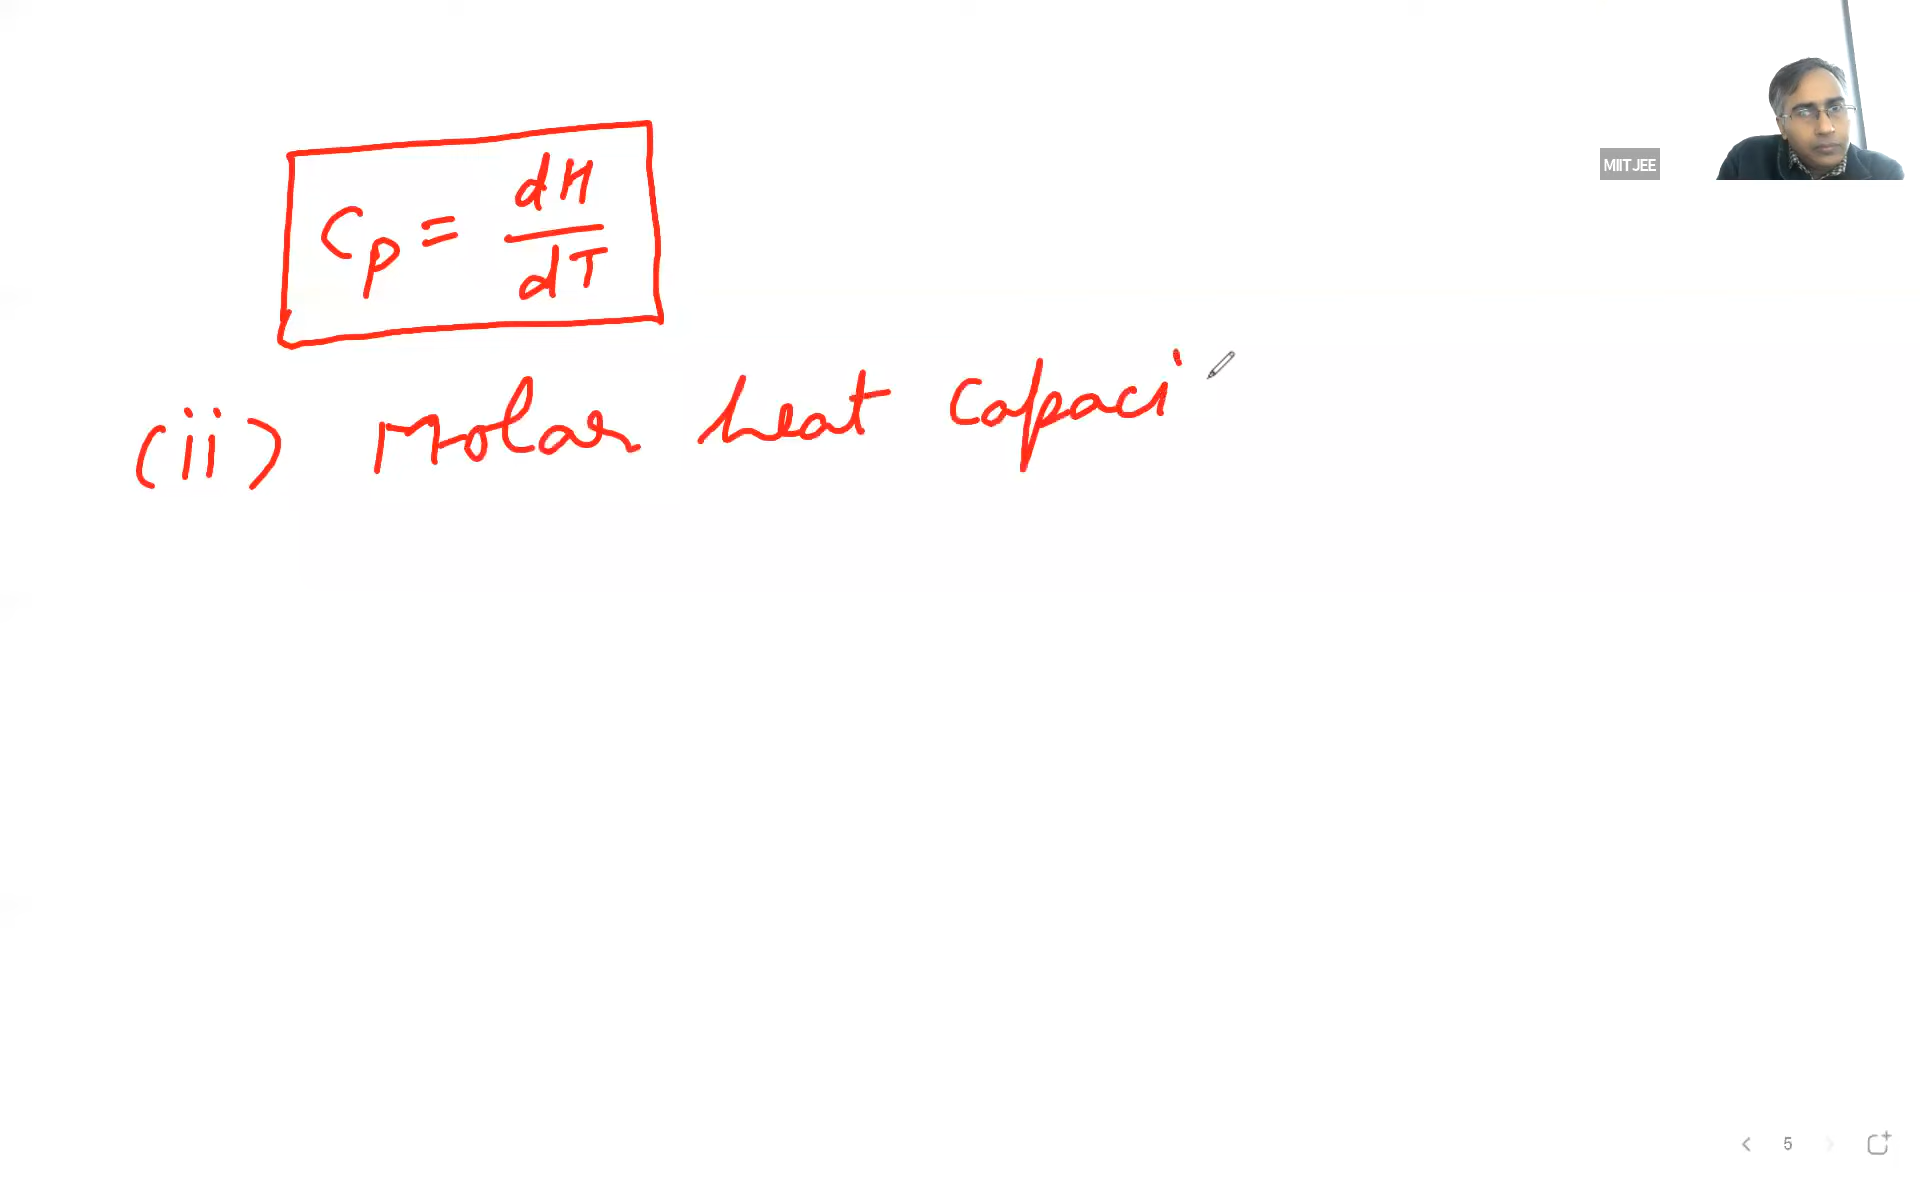 MIIT JEE
Cp = dH
dT
(ii) Molar heat capaci
5